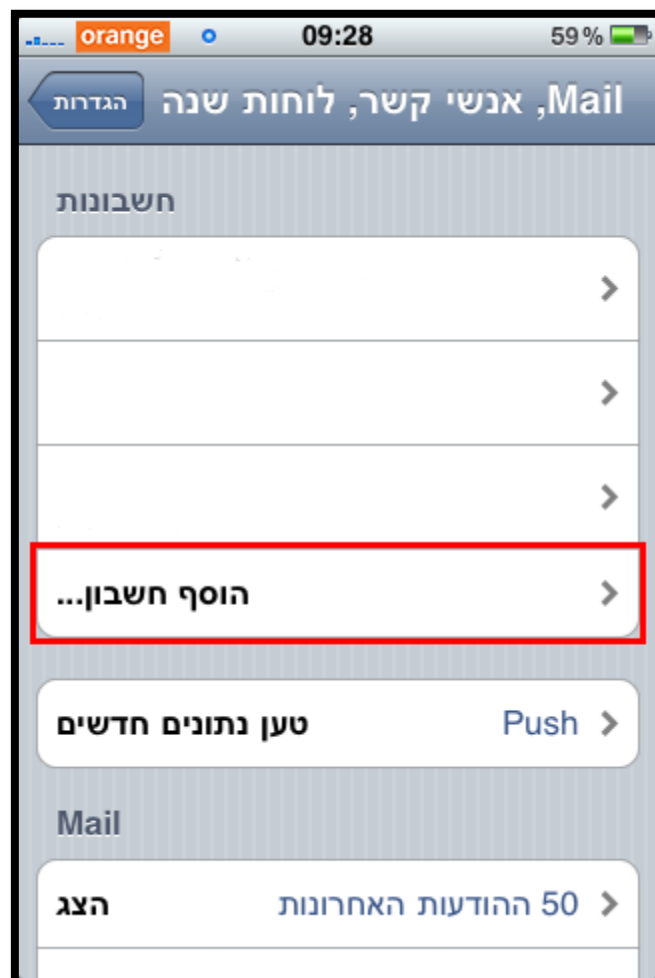 orange 09:28 59%
הגדרות Mail, אנשי קשר, לוחות שנה
חשבונות
הוסף חשבון...
טען נתונים חדשים Push
Mail
הצג 50 ההודעות האחרונות